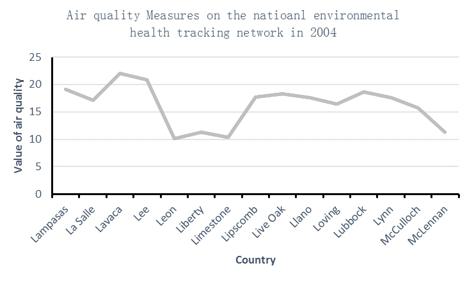 Air quality Measures on the natioanl environmental
health tracking network in 2004
25
20
15
10
5
0
Value of air quality
Lampasas
La Salle
Lavaca
Lee
Leon
Liberty
Limestone
Lipscomb
Live Oak
Llano
Loving
Lubbock
Lynn
McCulloch
McLennan
Country